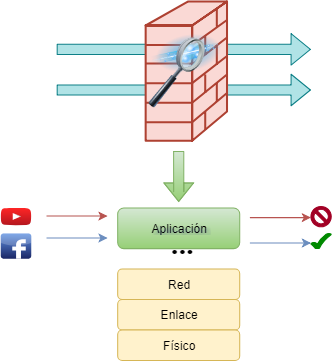 Aplicación
...
Red
Enlace
Físico